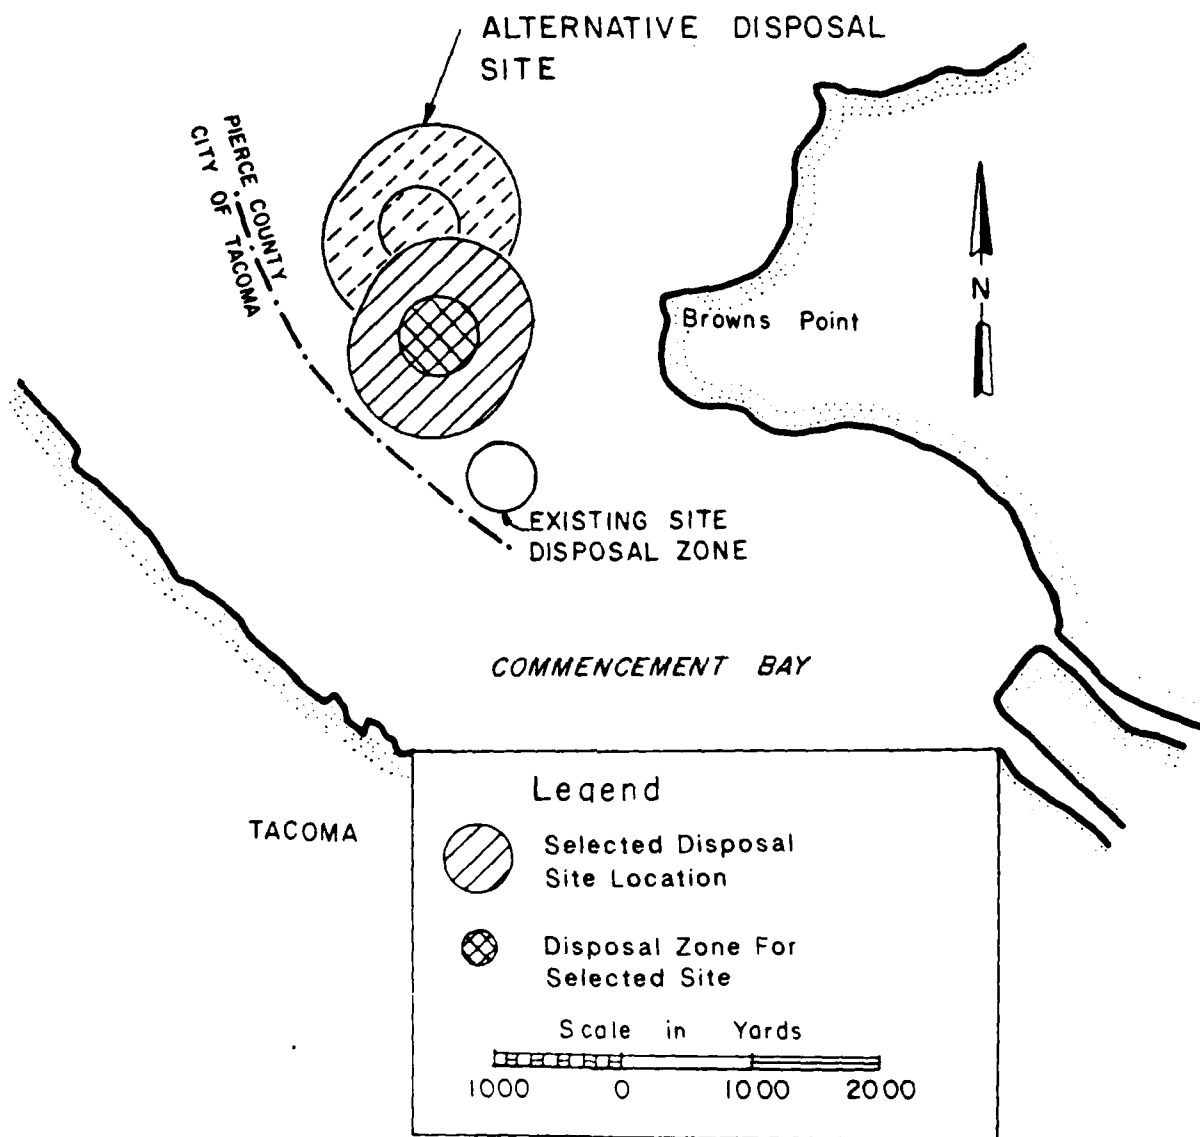 ALTERNATIVE DISPOSAL
SITE
PIERCE COUNTY
CITY OF TACOMA
N
Browns Point
EXISTING SITE
DISPOSAL ZONE
COMMENCEMENT BAY
TACOMA
Legend
Selected Disposal
Site Location
Disposal Zone For
Selected Site
Scale in Yards
1000 0 1000 2000